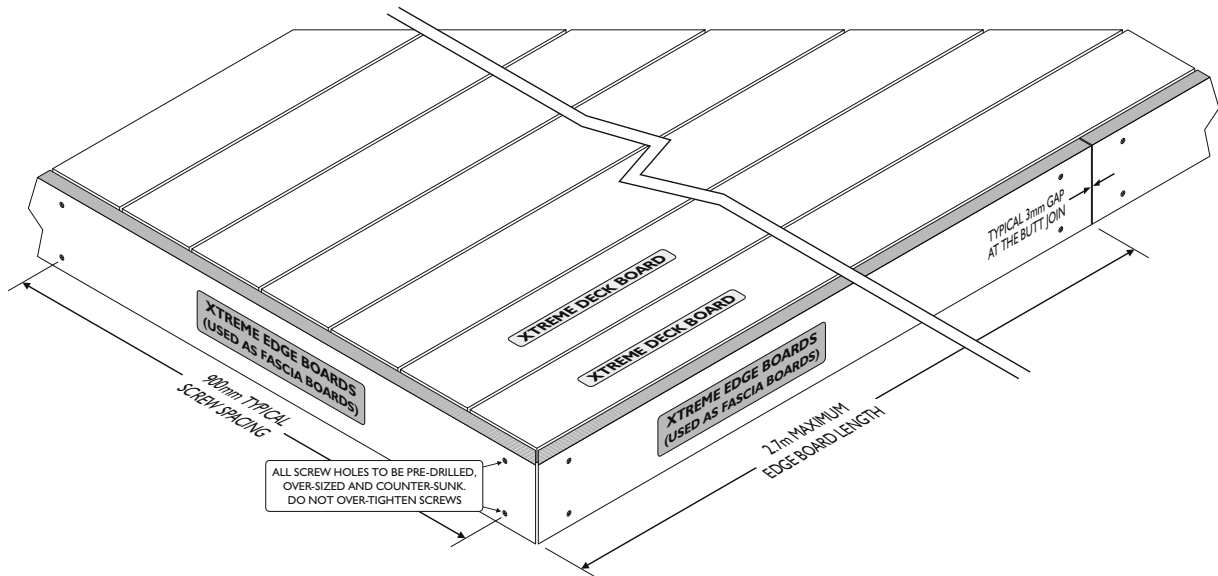 TYPICAL 3mm GAP
AT THE BUTT JOIN
XTREME DECK BOARD
XTREME DECK BOARD
XTREME EDGE BOARDS
(USED AS FASCIA BOARDS)
XTREME EDGE BOARDS
(USED AS FASCIA BOARDS)
900mm TYPICAL
SCREW SPACING
2.7m MAXIMUM
EDGE BOARD LENGTH
ALL SCREW HOLES TO BE PRE-DRILLED,
OVER-SIZED AND COUNTER-SUNK.
DO NOT OVER-TIGHTEN SCREWS